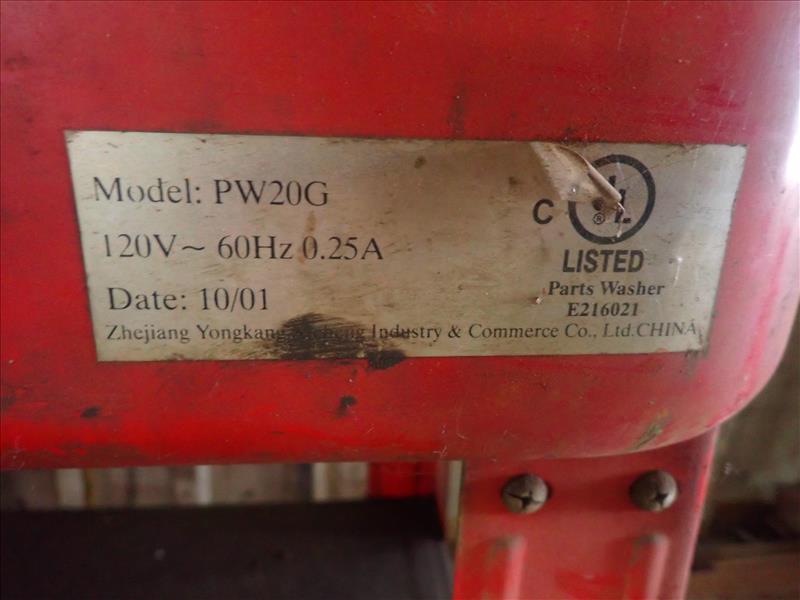 Model: PW20G
120V~ 60Hz 0.25A
Date: 10/01
Zhejiang Yongkang Industry & Commerce Co., Ltd.CHINA
C ® UL
LISTED
Parts Washer
E216021